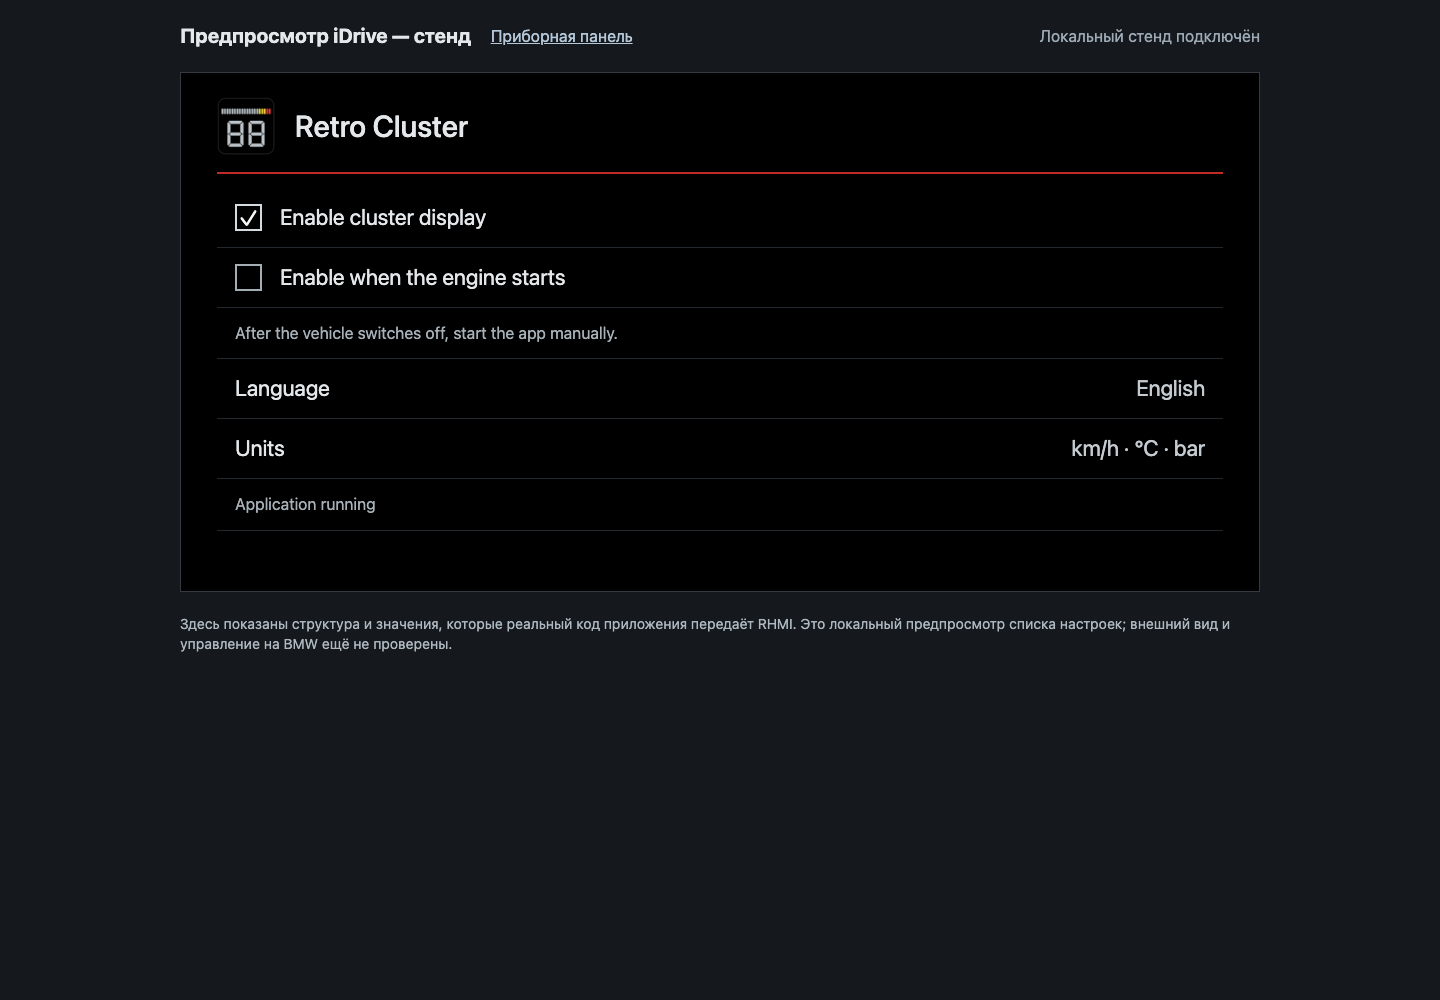 Предпросмотр iDrive — стенд
Приборная панель
Локальный стенд подключён
88
Retro Cluster
Enable cluster display
Enable when the engine starts
After the vehicle switches off, start the app manually.
Language
English
Units
km/h · °C · bar
Application running
Здесь показаны структура и значения, которые реальный код приложения передаёт RHMI. Это локальный предпросмотр списка настроек; внешний вид и
управление на BMW ещё не проверены.